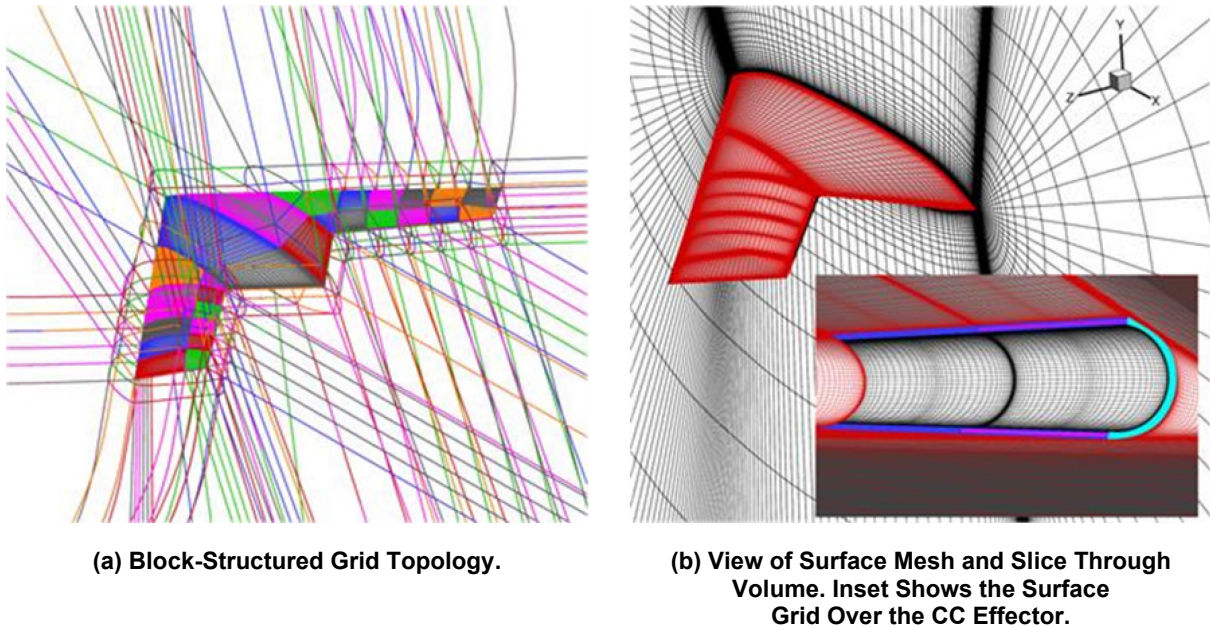 Y
Z
X
(a) Block-Structured Grid Topology.
(b) View of Surface Mesh and Slice Through
Volume. Inset Shows the Surface
Grid Over the CC Effector.